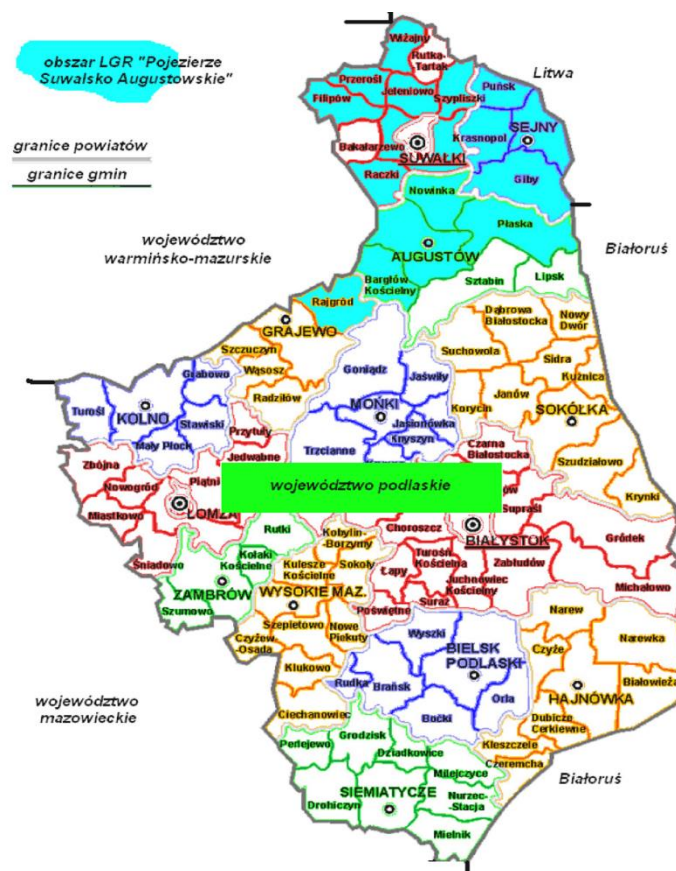 obszar LGR "Pojezierze
Suwalsko Augustowskie"
granice powiatów
granice gmin
województwo
warmińsko-mazurskie
Litwa
Białoruś
Wiżajny
Rutka-
Tartak
Przerośl
Jeleniowo
Szypliszki
Puńsk
Filipów
Krasnopol
SEJNY
Bakałarzewo
SUWAŁKI
Raczki
Giby
Nowinka
Płaska
AUGUSTÓW
Bargłów
Kościelny
Sztabin
Lipsk
Rajgród
GRAJEWO
Szczuczyn
Wąsosz
Radziłów
Dąbrowa
Białostocka
Nowy
Dwór
Suchowola
Sidra
Kuźnica
Janów
Korycin
SOKÓŁKA
Szudziałowo
Krynki
Goniądz
Jaświły
MOŃKI
Jasionówka
Knyszyn
Trzcianne
Grabowo
Turośl
KOLNO
Stawiski
Mały Płock
Przytuły
Jedwabne
Zbójna
Piątni
Nowogród
ŁOMŻA
Miastkowo
Śniadowo
województwo podlaskie
Czarna
Białostocka
ów
Supraśl
Choroszcz
BIAŁYSTOK
Gródek
Zabłudów
Michałowo
Turośń
Kościelna
Łapy
Juchnowiec
Kościelny
Suraż
Poświętne
Rutki
Kołaki
Kościelne
ZAMBRÓW
Szumowo
Kobylin-
-Borzymy
Kulesze
Kościelne
Sokoły
WYSOKIE MAZ.
Szepietowo
Nowe
Piekuty
Czyżew-
-Osada
Klukowo
Ciechanowiec
Wyszki
BIELSK
PODLASKI
Rudka
Brańsk
Orla
Boćki
Narew
Narewka
Czyże
Białowieża
HAJNÓWKA
Dubicze
Cerkiewne
Kleszczele
Czeremcha
Perlejewo
Grodzisk
Dziadkowice
Milejczyce
SIEMIATYCZE
Nurzec-
-Stacja
Drohiczyn
Mielnik
województwo
mazowieckie
Białoruś